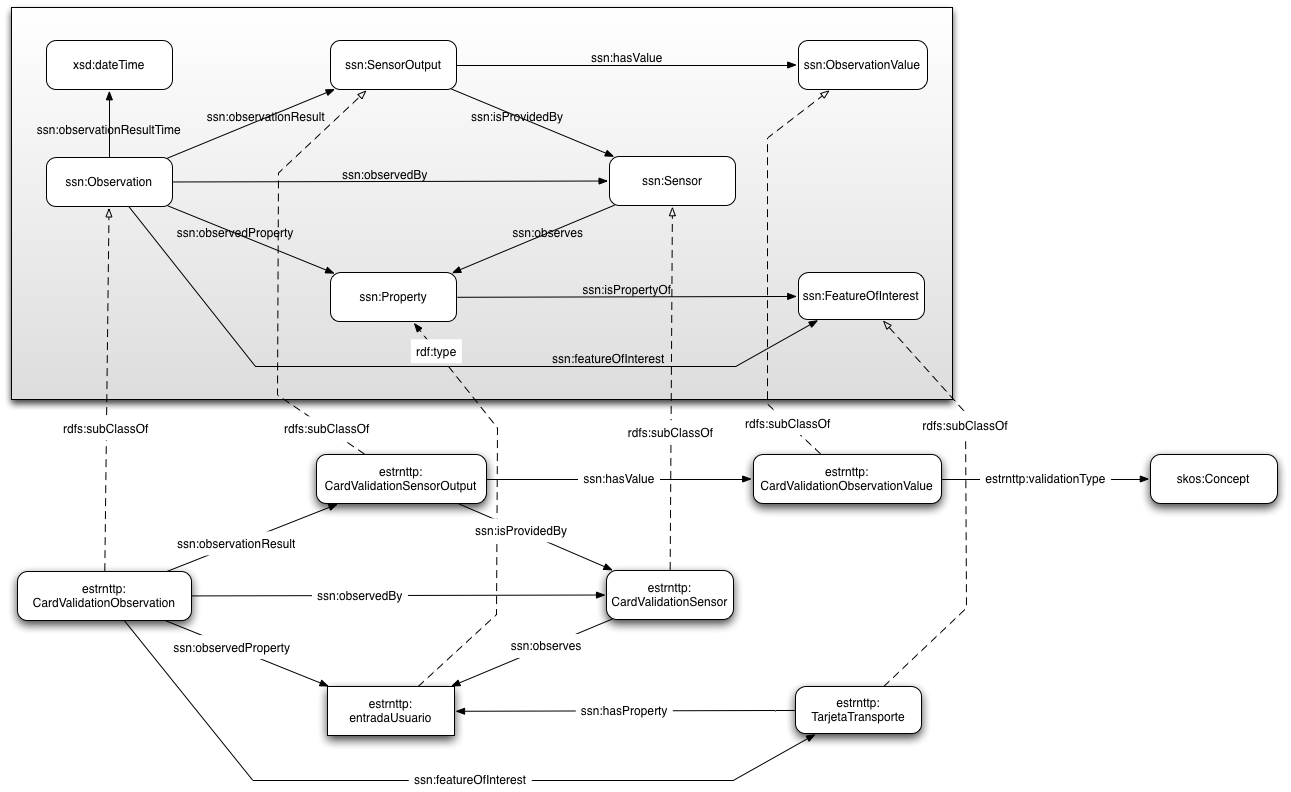 xsd:dateTime
ssn:SensorOutput
ssn:hasValue
ssn:ObservationValue
ssn:observationResultTime
ssn:observationResult
ssn:isProvidedBy
ssn:Observation
ssn:observedBy
ssn:Sensor
ssn:observedProperty
ssn:observes
ssn:Property
ssn:isPropertyOf
ssn:FeatureOfInterest
rdf:type
ssn:featureOfInterest
rdfs:subClassOf
rdfs:subClassOf
rdfs:subClassOf
rdfs:subClassOf
rdfs:subClassOf
estrnttp:
CardValidationSensorOutput
ssn:hasValue
estrnttp:
CardValidationObservationValue
estrnttp:validationType
skos:Concept
ssn:observationResult
ssn:isProvidedBy
estrnttp:
CardValidationObservation
ssn:observedBy
estrnttp:
CardValidationSensor
ssn:observedProperty
ssn:observes
estrnttp:
entradaUsuario
ssn:hasProperty
estrnttp:
TarjetaTransporte
ssn:featureOfInterest